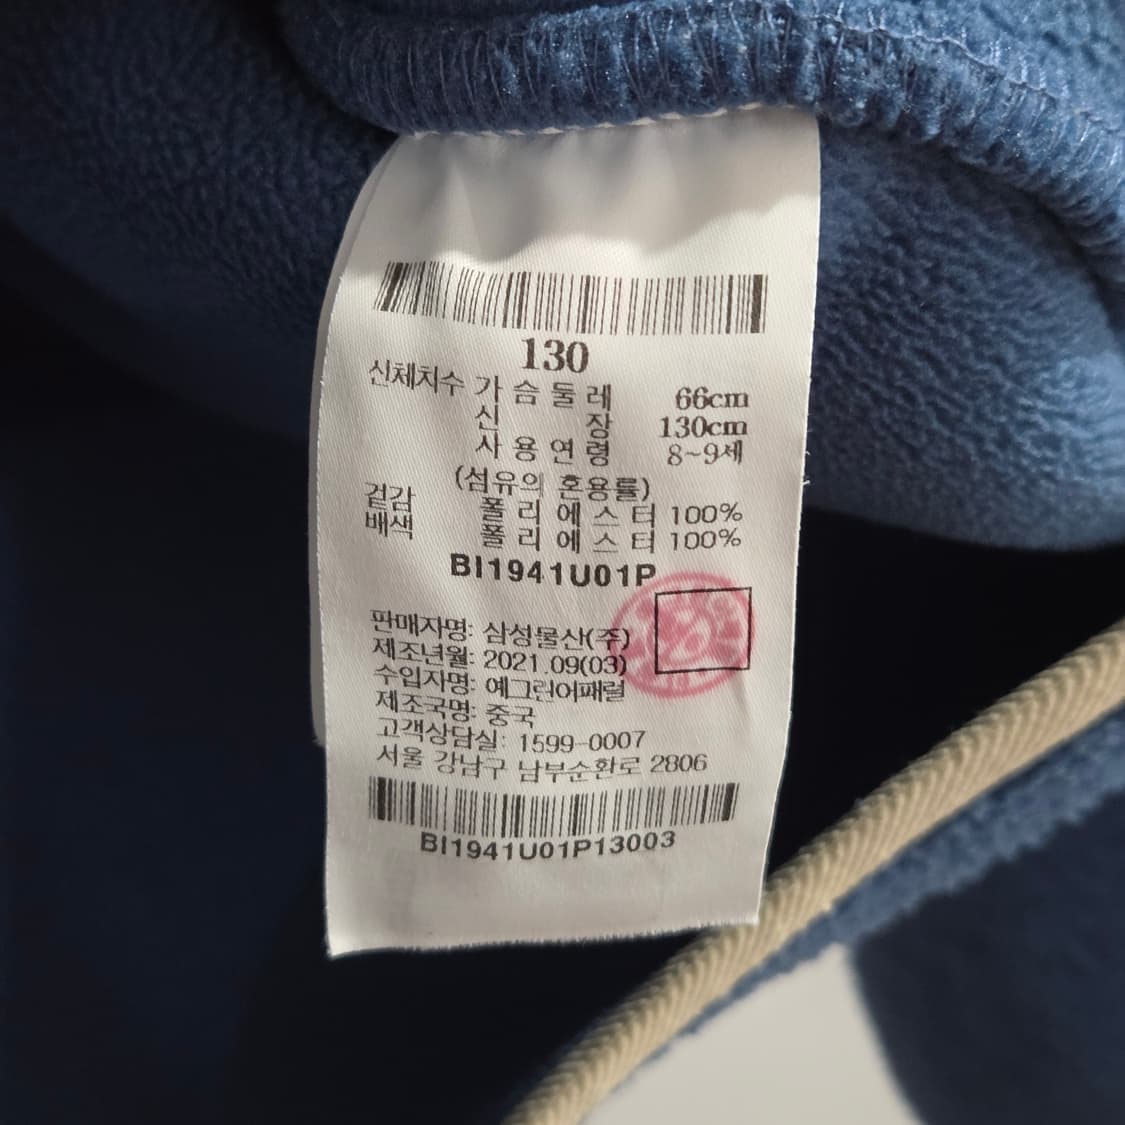 130
신체치수 가 슴 둘 레 66cm
신 장 130cm
사 용 연 령 8~9세
(섬유의 혼용률)
겉감 폴 리 에 스 터 100%
배색 폴 리 에 스 터 100%
BI1941U01P
판매자명: 삼성물산(주)
제조년월: 2021.09(03)
수입자명: 예그린어패럴
제조국명: 중국
고객상담실: 1599-0007
서울 강남구 남부순환로 2806
BI1941U01P13003